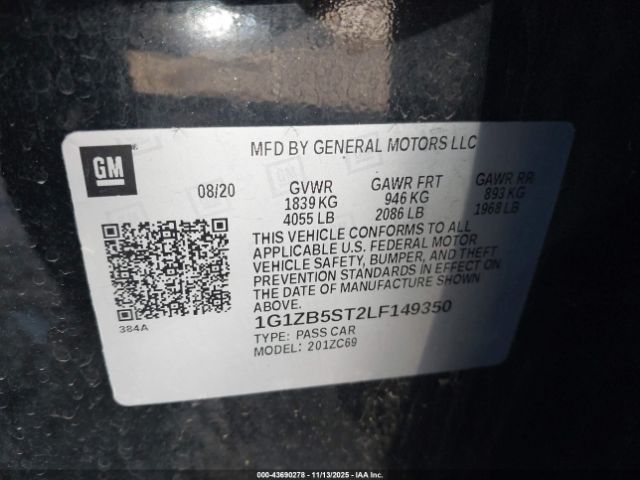 GM
MFD BY GENERAL MOTORS LLC
08/20 GVWR GAWR FRT GAWR RR
1839 KG 946 KG 893 KG
4055 LB 2086 LB 1968 LB
THIS VEHICLE CONFORMS TO ALL
APPLICABLE U.S. FEDERAL MOTOR
VEHICLE SAFETY, BUMPER, AND THEFT
PREVENTION STANDARDS IN EFFECT ON
THE DATE OF MANUFACTURE SHOWN
ABOVE.
384A
1G1ZB5ST2LF149350
TYPE: PASS CAR
MODEL: 201ZC69
000-43690278 - 11/13/2025 - IAA Inc.